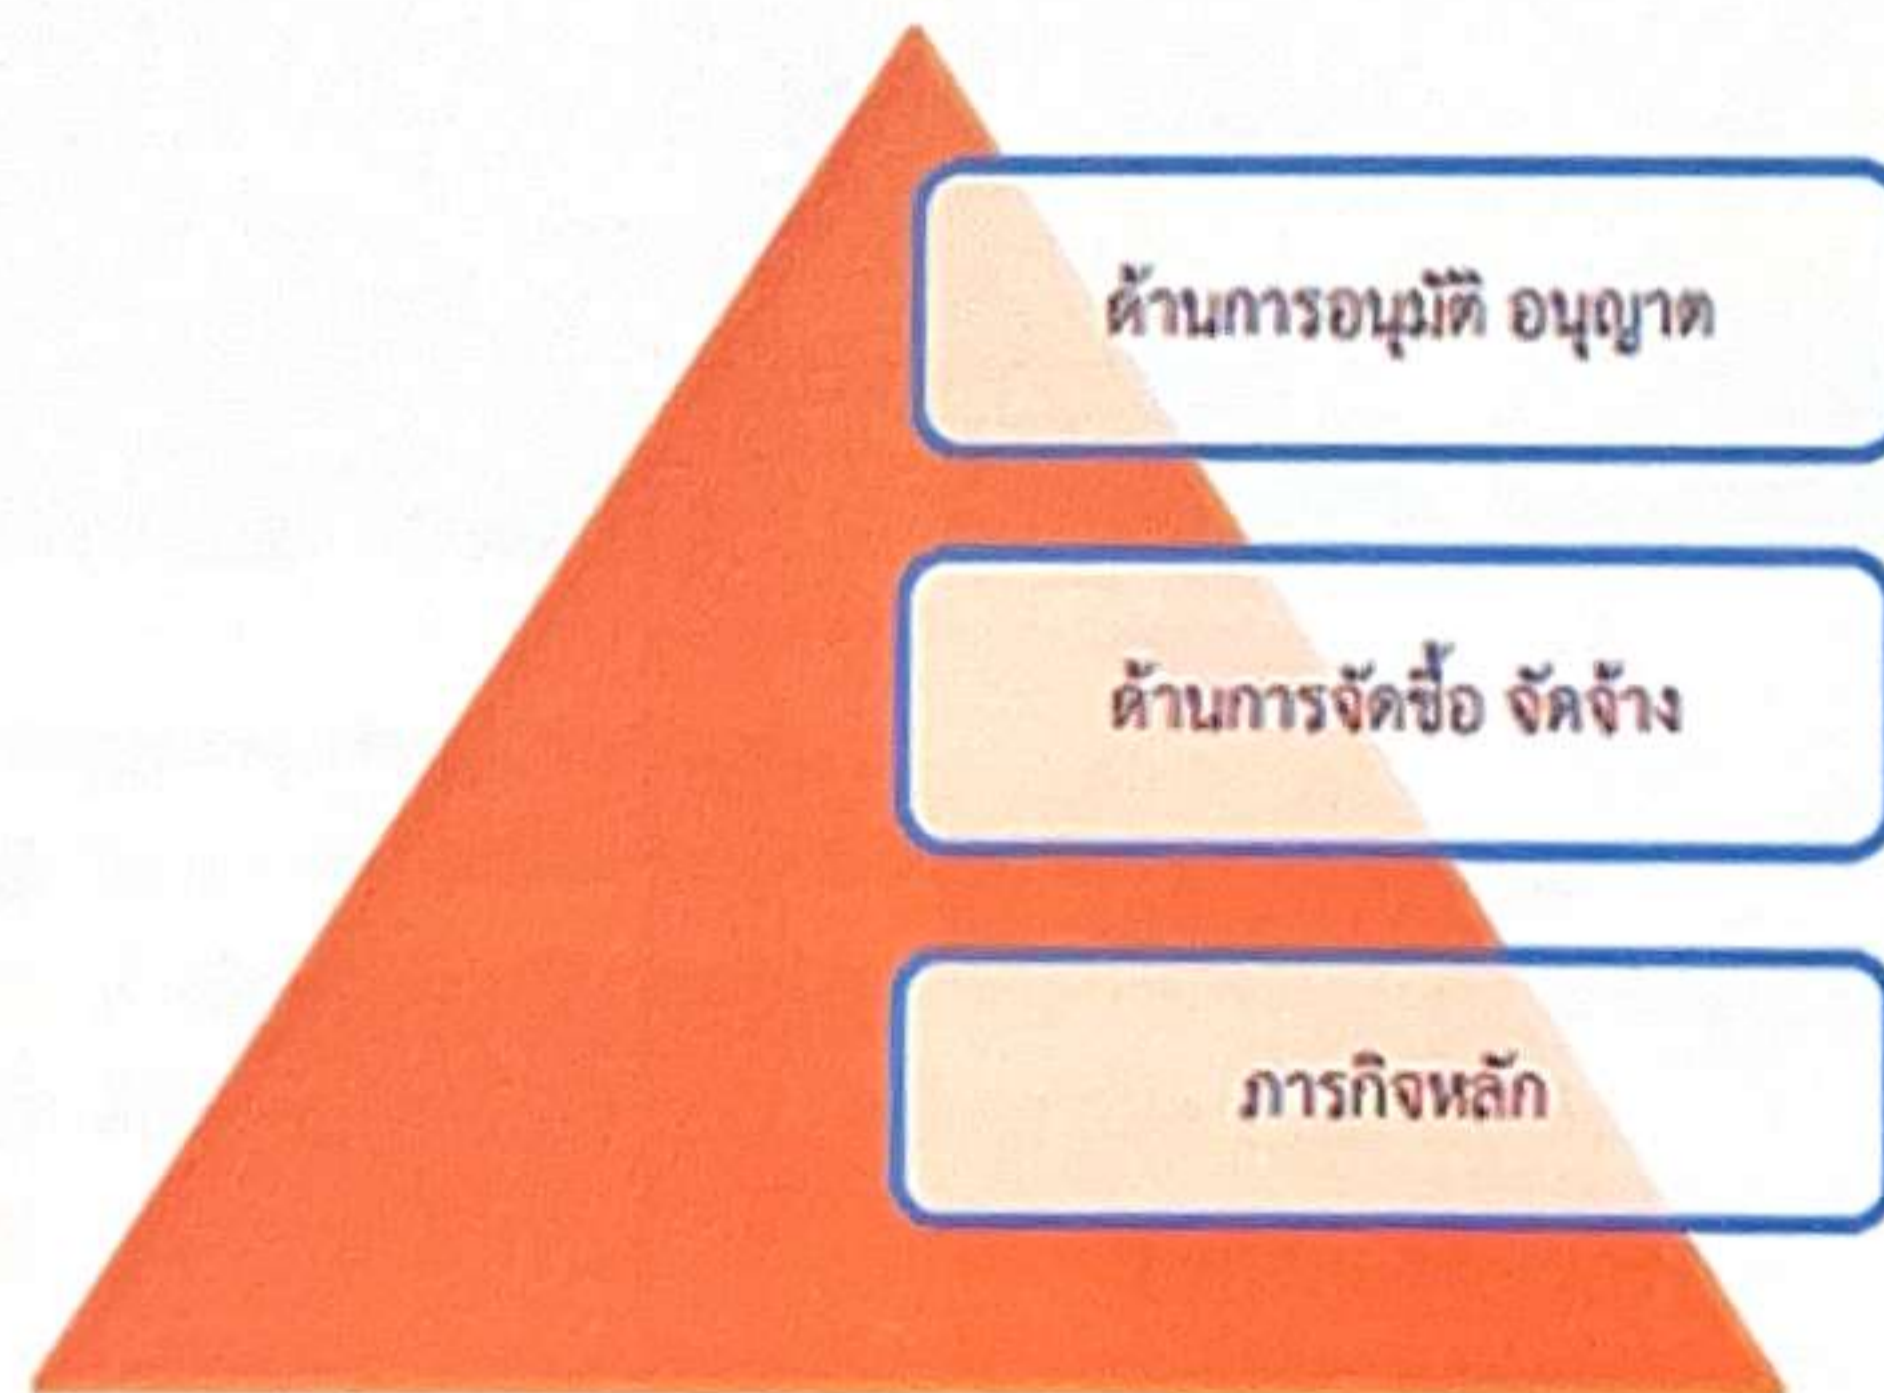 ด้านการอนุมัติ อนุญาต
ด้านการจัดซื้อ จัดจ้าง
ภารกิจหลัก